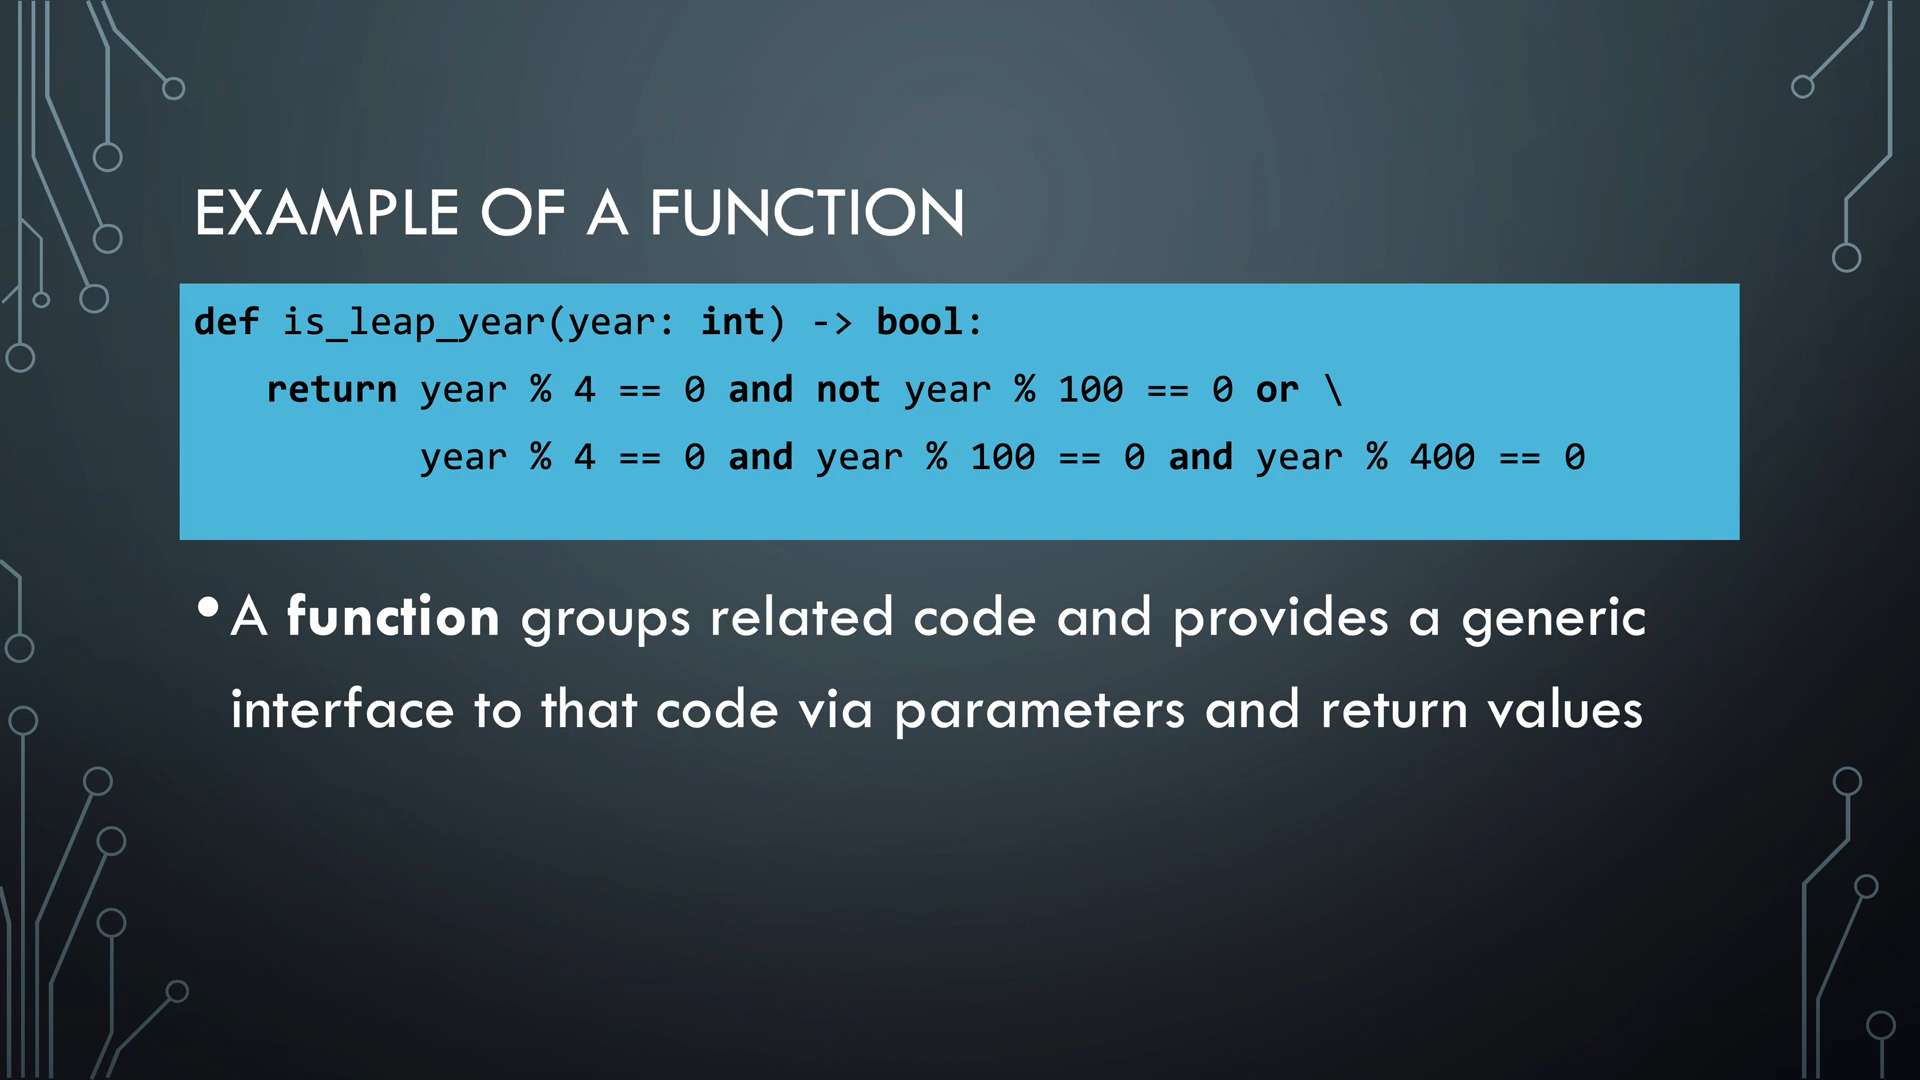 EXAMPLE OF A FUNCTION
def is_leap_year(year: int) -> bool:
return year % 4 == 0 and not year % 100 == 0 or \
year % 4 == 0 and year % 100 == 0 and year % 400 == 0
• A function groups related code and provides a generic
interface to that code via parameters and return values